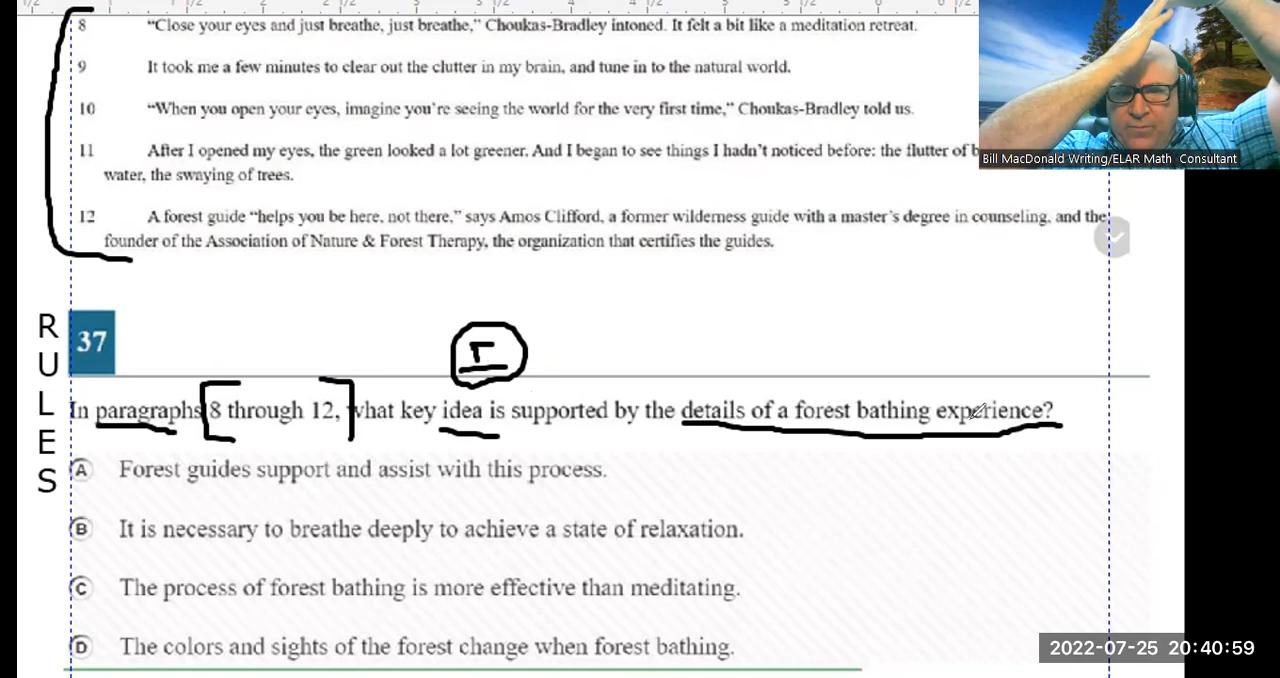 8 “Close your eyes and just breathe, just breathe,” Choukas-Bradley intoned. It felt a bit like a meditation retreat.
9 It took me a few minutes to clear out the clutter in my brain, and tune in to the natural world.
10 “When you open your eyes, imagine you’re seeing the world for the very first time,” Choukas-Bradley told us.
11 After I opened my eyes, the green looked a lot greener. And I began to see things I hadn’t noticed before: the flutter of
water, the swaying of trees.
Bill MacDonald Writing/ELAR Math Consultant
12 A forest guide “helps you be here, not there,” says Amos Clifford, a former wilderness guide with a master’s degree in counseling, and the
founder of the Association of Nature & Forest Therapy, the organization that certifies the guides.
R
U
L
E
S
37
I
In paragraphs 8 through 12, what key idea is supported by the details of a forest bathing experience?
A Forest guides support and assist with this process.
B It is necessary to breathe deeply to achieve a state of relaxation.
C The process of forest bathing is more effective than meditating.
D The colors and sights of the forest change when forest bathing.
2022-07-25 20:40:59